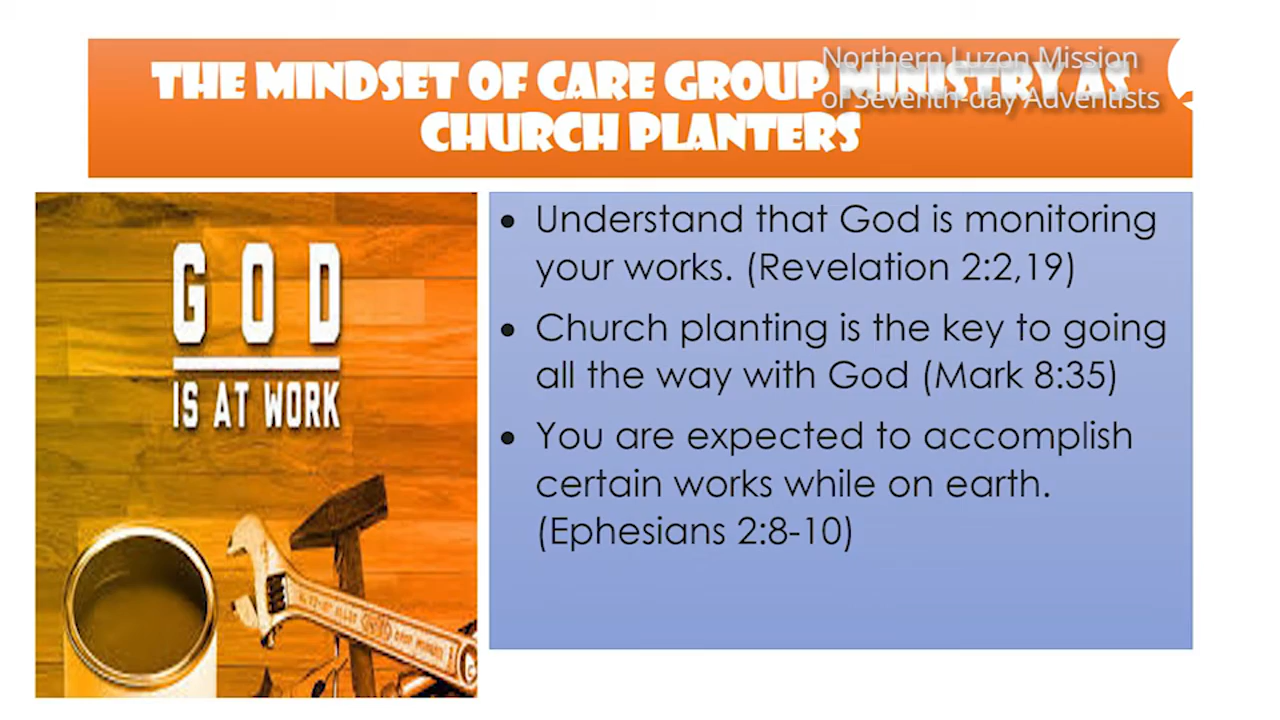 THE MINDSET OF CARE GROUP MINISTRY AS
CHURCH PLANTERS
Northern Luzon Mission
of Seventh-day Adventists
GOD
IS AT WORK
• Understand that God is monitoring
your works. (Revelation 2:2,19)
• Church planting is the key to going
all the way with God (Mark 8:35)
• You are expected to accomplish
certain works while on earth.
(Ephesians 2:8-10)